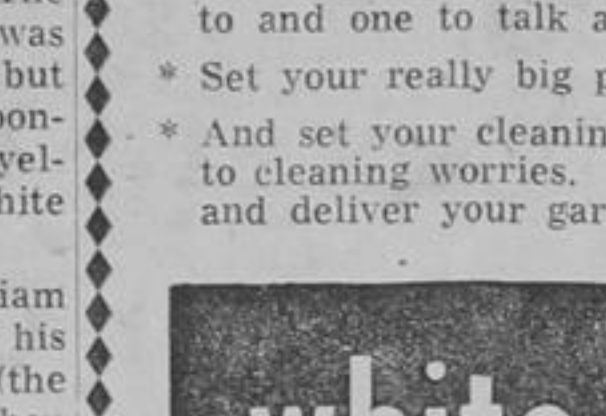 was
but
pon-
yel-
hite
iam
his
(the
to and one to talk a
* Set your really big p
* And set your cleanin
to cleaning worries.
and deliver your gar
white